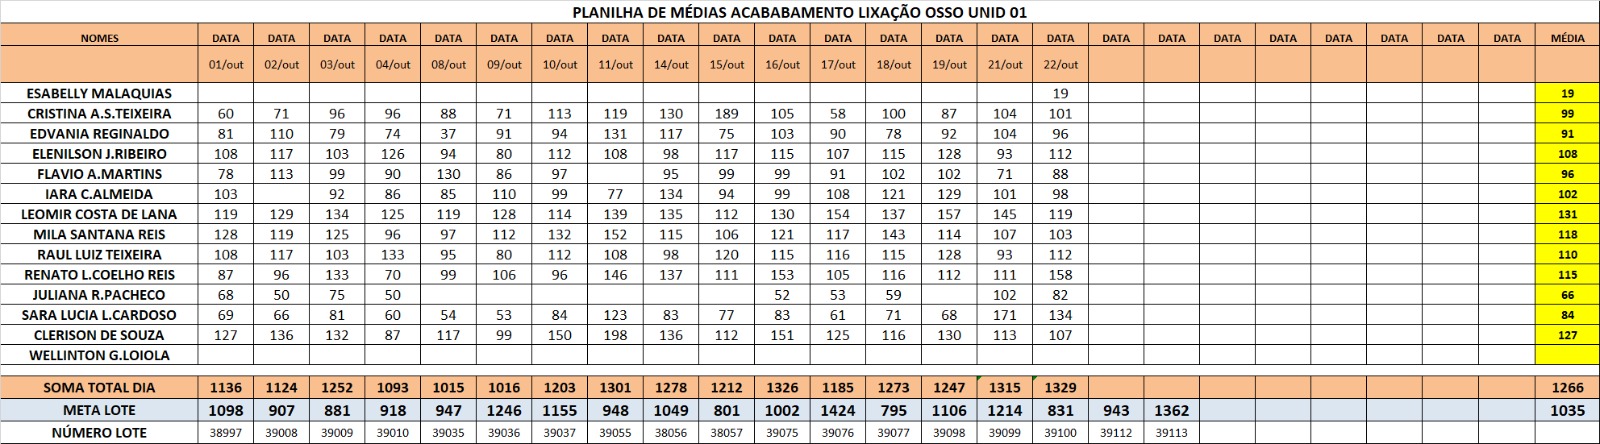 PLANILHA DE MÉDIAS ACABABAMENTO LIXAÇÃO OSSO UNID 01
NOMES DATA DATA DATA DATA DATA DATA DATA DATA DATA DATA DATA DATA DATA DATA DATA DATA DATA DATA DATA DATA DATA DATA DATA DATA MÉDIA
01/out 02/out 03/out 04/out 08/out 09/out 10/out 11/out 14/out 15/out 16/out 17/out 18/out 19/out 21/out 22/out
ESABELLY MALAQUIAS 19 19
CRISTINA A.S.TEIXEIRA 60 71 96 96 88 71 113 119 130 189 105 58 100 87 104 101 99
EDVANIA REGINALDO 81 110 79 74 37 91 94 131 117 75 103 90 78 92 104 96 91
ELENILSON J.RIBEIRO 108 117 103 126 94 80 112 108 98 117 115 107 115 128 93 112 108
FLAVIO A.MARTINS 78 113 99 90 130 86 97 95 99 99 91 102 102 71 88 96
IARA C.ALMEIDA 103 92 86 85 110 99 77 134 94 99 108 121 129 101 98 102
LEOMIR COSTA DE LANA 119 129 134 125 119 128 114 139 135 112 130 154 137 157 145 119 131
MILA SANTANA REIS 128 119 125 96 97 112 132 152 115 106 121 117 143 114 107 103 118
RAUL LUIZ TEIXEIRA 108 117 103 133 95 80 112 108 98 120 115 116 115 128 93 112 110
RENATO L.COELHO REIS 87 96 133 70 99 106 96 146 137 111 153 105 116 112 111 158 115
JULIANA R.PACHECO 68 50 75 50 52 53 59 102 82 66
SARA LUCIA L.CARDOSO 69 66 81 60 54 53 84 123 83 77 83 61 71 68 171 134 84
CLERISON DE SOUZA 127 136 132 87 117 99 150 198 136 112 151 125 116 130 113 107 127
WELLINTON G.LOIOLA
SOMA TOTAL DIA 1136 1124 1252 1093 1015 1016 1203 1301 1278 1212 1326 1185 1273 1247 1315 1329 1266
META LOTE 1098 907 881 918 947 1246 1155 948 1049 801 1002 1424 795 1106 1214 831 943 1362 1035
NÚMERO LOTE 38997 39008 39009 39010 39035 39036 39037 39055 38056 38057 39075 39076 39077 39098 39099 39100 39112 39113